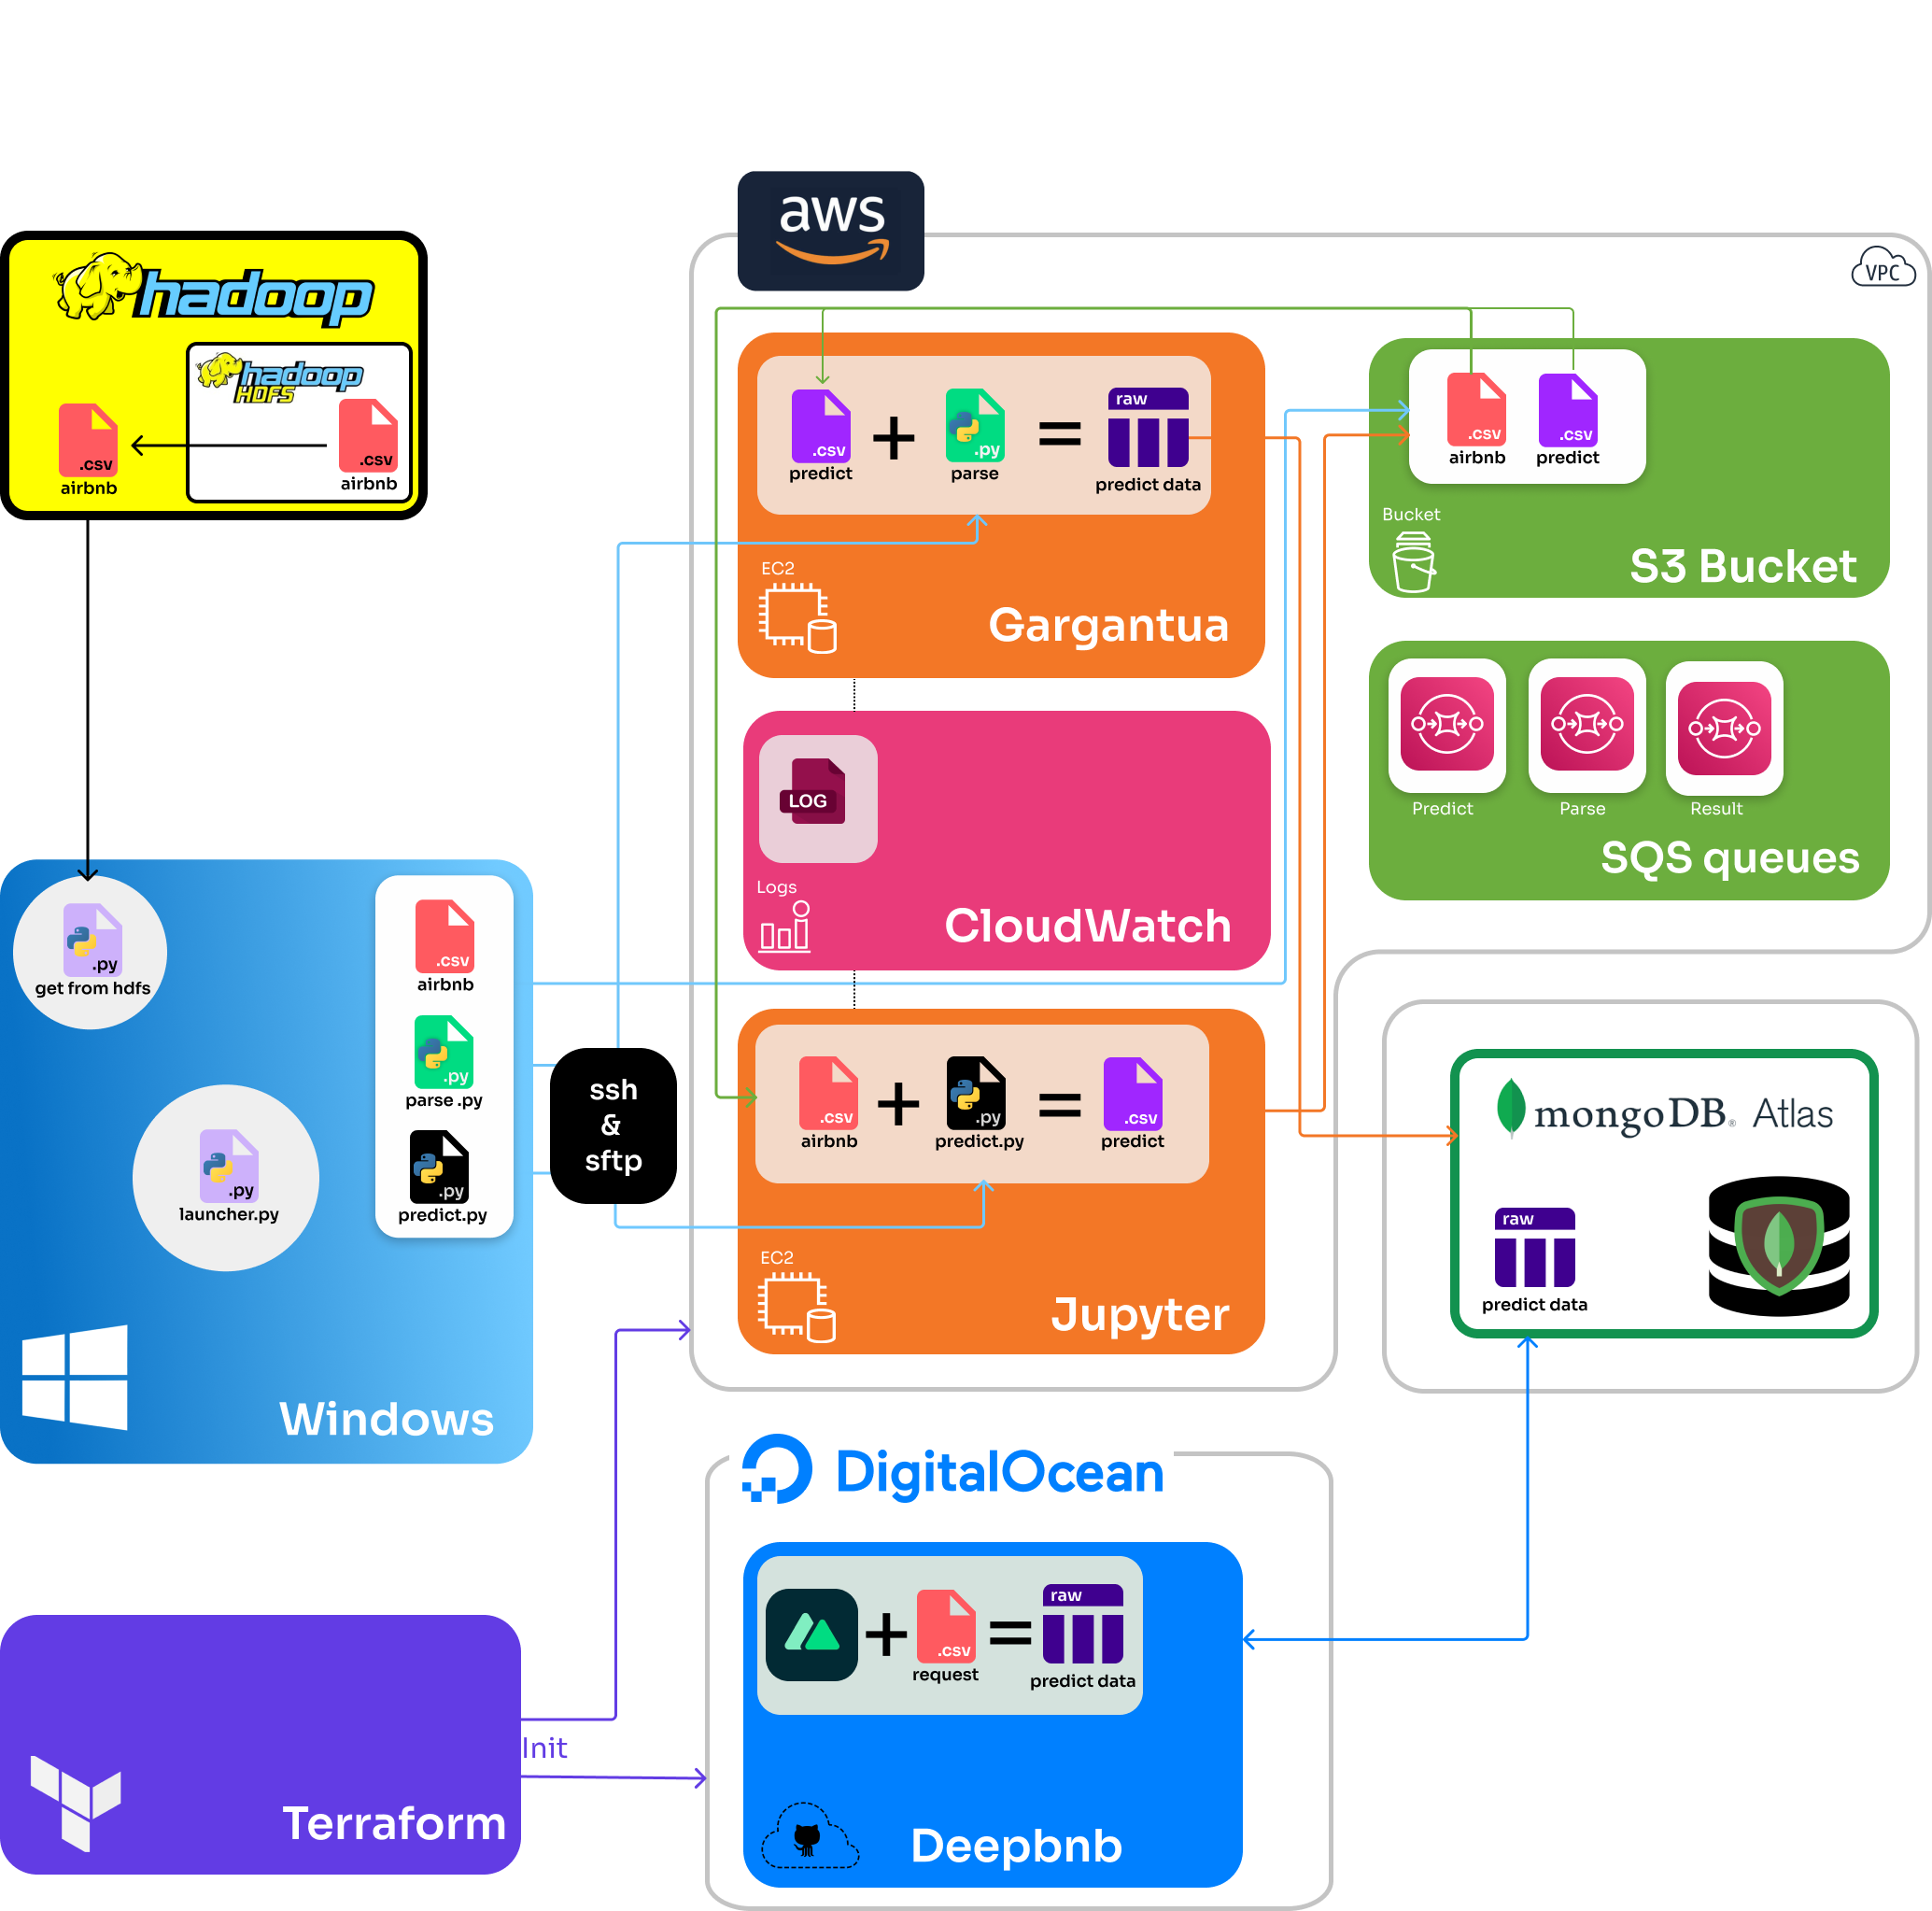 aws
VPC
hadoop
hadoop
HDFS
.csv
airbnb
.csv
airbnb
.csv
predict
+
.py
parse
=
raw
predict data
EC2
Gargantua
.csv
airbnb
.csv
predict
Bucket
S3 Bucket
Predict
Parse
Result
SQS queues
LOG
Logs
CloudWatch
.py
get from hdfs
.csv
airbnb
.py
parse .py
.py
predict.py
.py
launcher.py
Windows
ssh
&
sftp
.csv
airbnb
+
.py
predict.py
=
.csv
predict
EC2
Jupyter
mongoDB® Atlas
raw
predict data
DigitalOcean
+
.csv
request
=
raw
predict data
Deepbnb
Init
Terraform